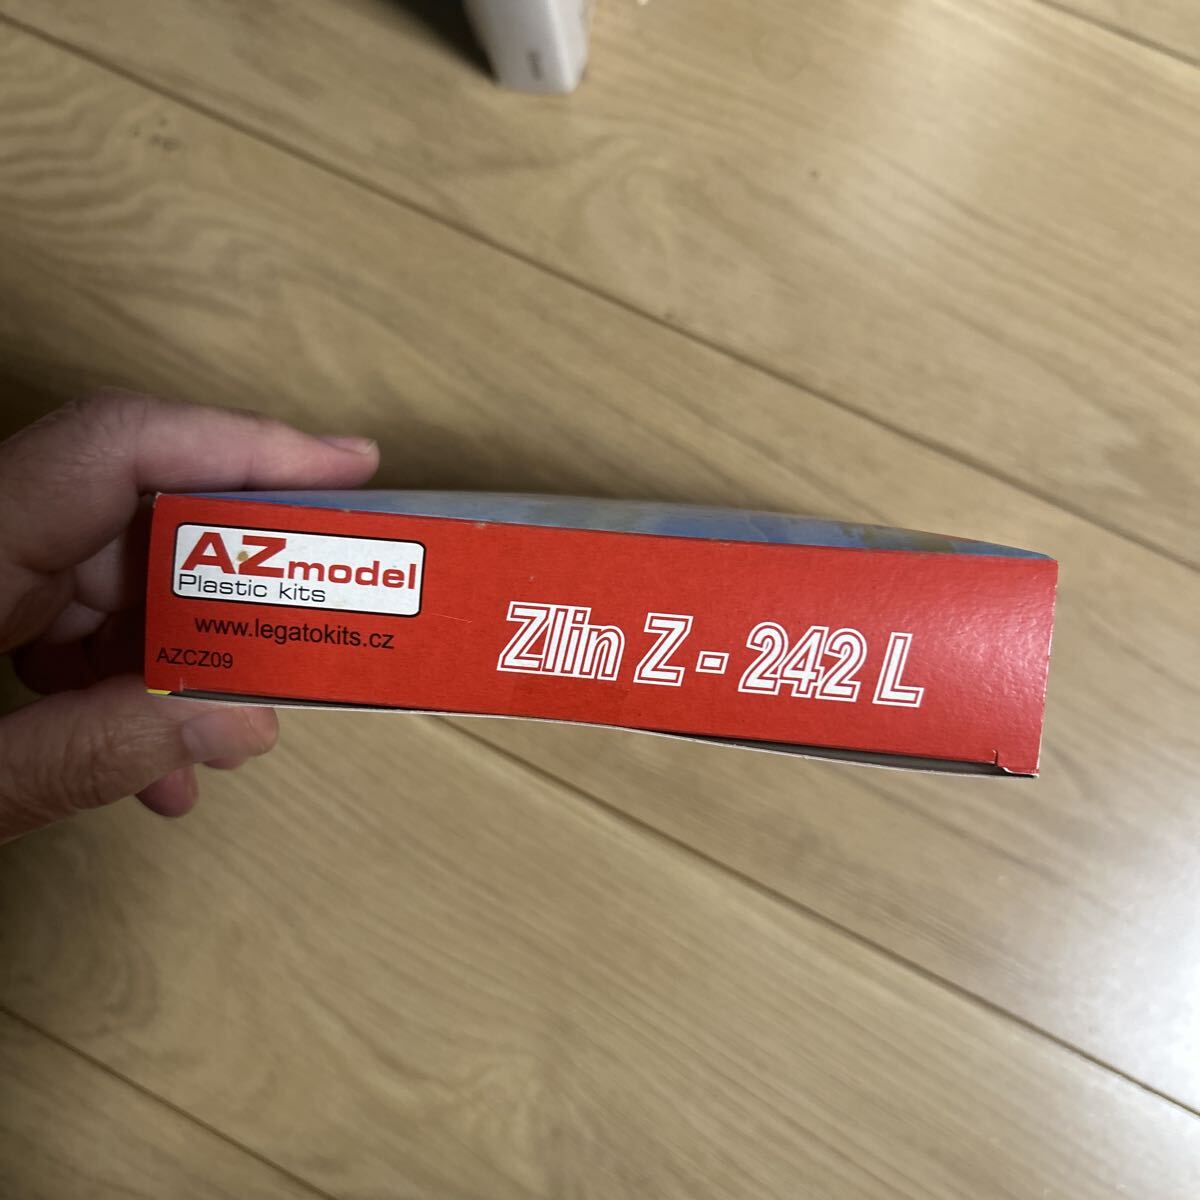 AZmodel
Plastic kits
www.legatokits.cz
AZCZ09
Zlin Z - 242 L